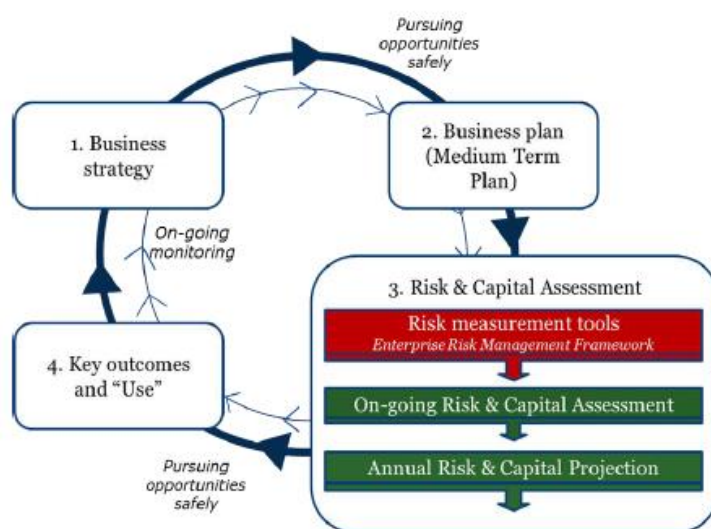 Pursuing
opportunities
safely
1. Business
strategy
2. Business plan
(Medium Term
Plan)
On-going
monitoring
3. Risk & Capital Assessment
Risk measurement tools
Enterprise Risk Management Framework
On-going Risk & Capital Assessment
Annual Risk & Capital Projection
4. Key outcomes
and “Use”
Pursuing
opportunities
safely